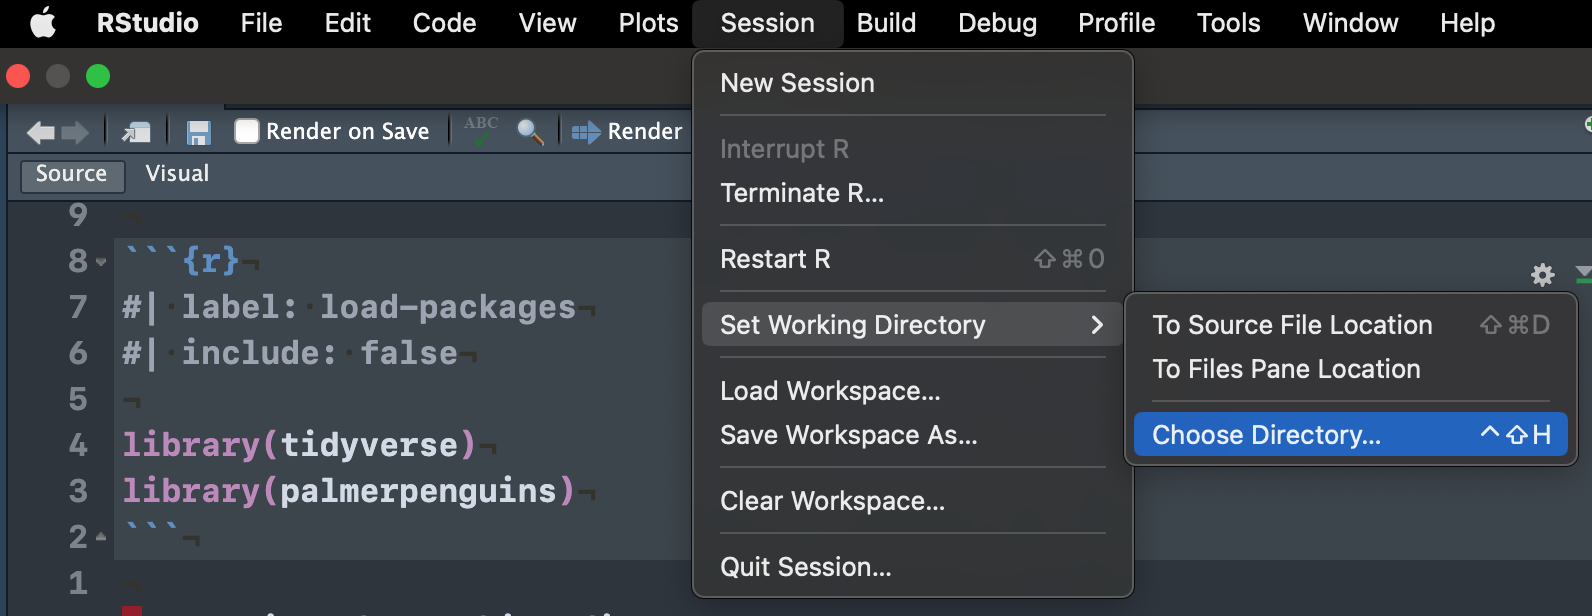 RStudio File Edit Code View Plots Session Build Debug Profile Tools Window Help
Render on Save ABC Render
Source Visual
New Session
Interrupt R
Terminate R...
Restart R ⇧⌘0
Set Working Directory >
To Source File Location ⇧⌘D
To Files Pane Location
Choose Directory... ^⇧H
Load Workspace...
Save Workspace As...
Clear Workspace...
Quit Session...
9 ¬
8 ```{r}¬
7 #|·label:·load-packages¬
6 #|·include:·false¬
5 ¬
4 library(tidyverse)¬
3 library(palmerpenguins)¬
2 ```¬
1 ¬